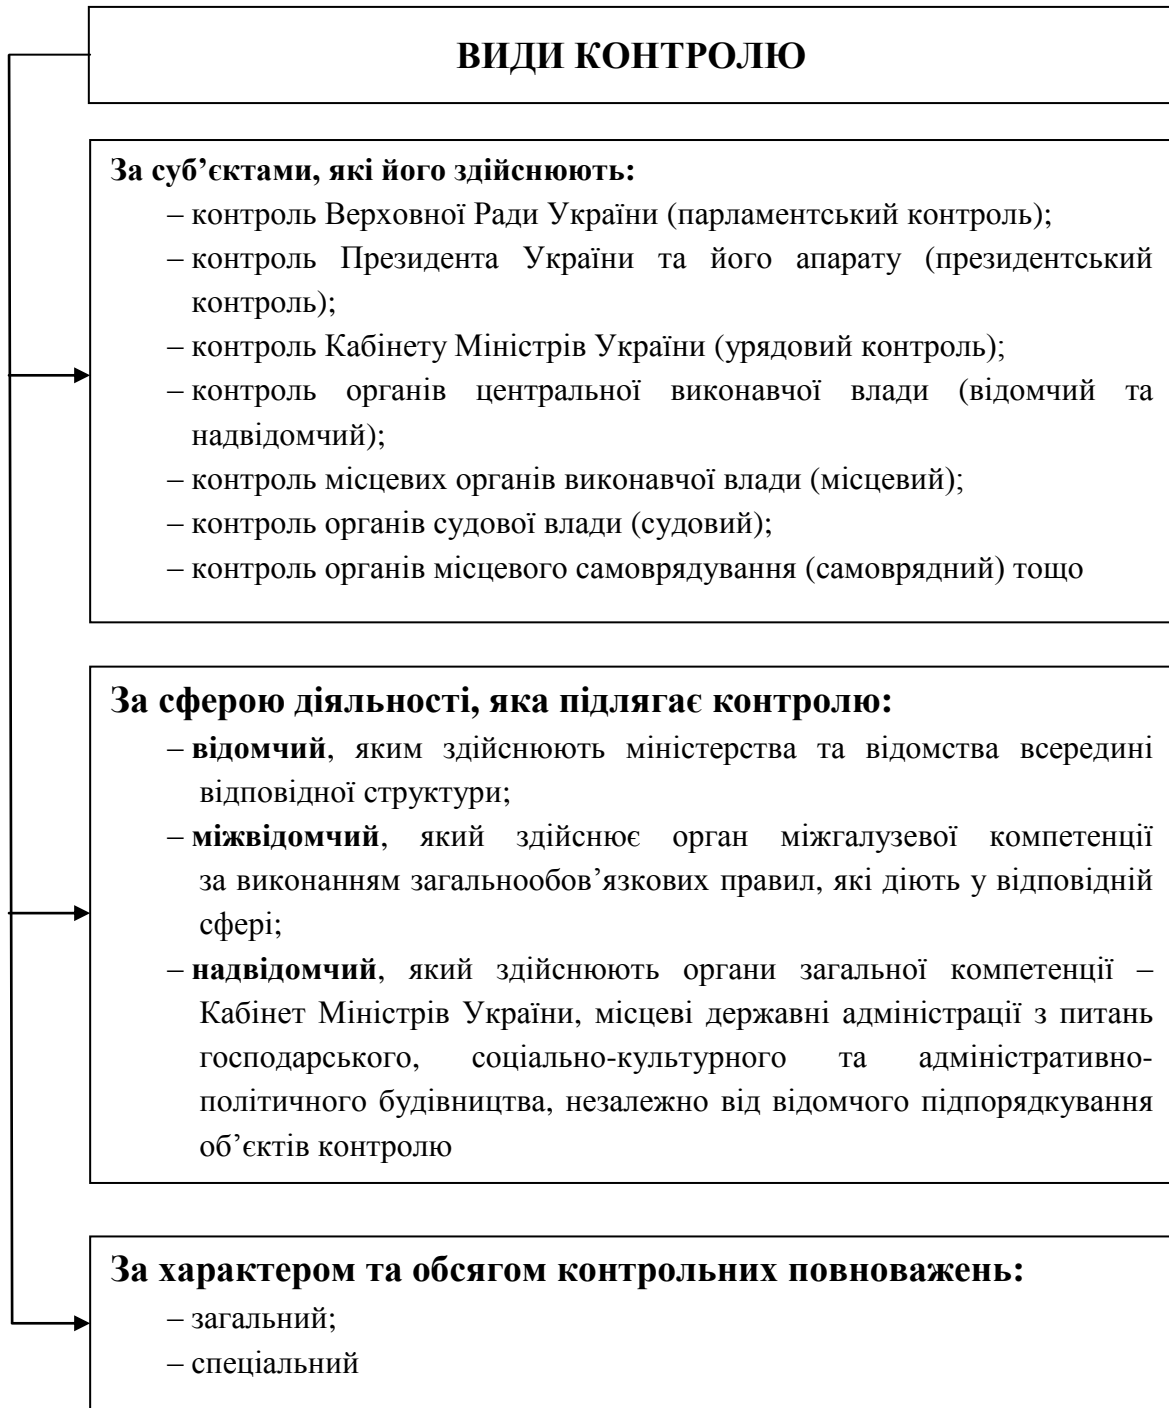 ВИДИ КОНТРОЛЮ
За суб’єктами, які його здійснюють:
– контроль Верховної Ради України (парламентський контроль);
– контроль Президента України та його апарату (президентський
контроль);
– контроль Кабінету Міністрів України (урядовий контроль);
– контроль органів центральної виконавчої влади (відомчий та
надвідомчий);
– контроль місцевих органів виконавчої влади (місцевий);
– контроль органів судової влади (судовий);
– контроль органів місцевого самоврядування (самоврядний) тощо
За сферою діяльності, яка підлягає контролю:
– відомчий, яким здійснюють міністерства та відомства всередині
відповідної структури;
– міжвідомчий, який здійснює орган міжгалузевої компетенції
за виконанням загальнообов’язкових правил, які діють у відповідній
сфері;
– надвідомчий, який здійснюють органи загальної компетенції –
Кабінет Міністрів України, місцеві державні адміністрації з питань
господарського, соціально-культурного та адміністративно-
політичного будівництва, незалежно від відомчого підпорядкування
об’єктів контролю
За характером та обсягом контрольних повноважень:
– загальний;
– спеціальний